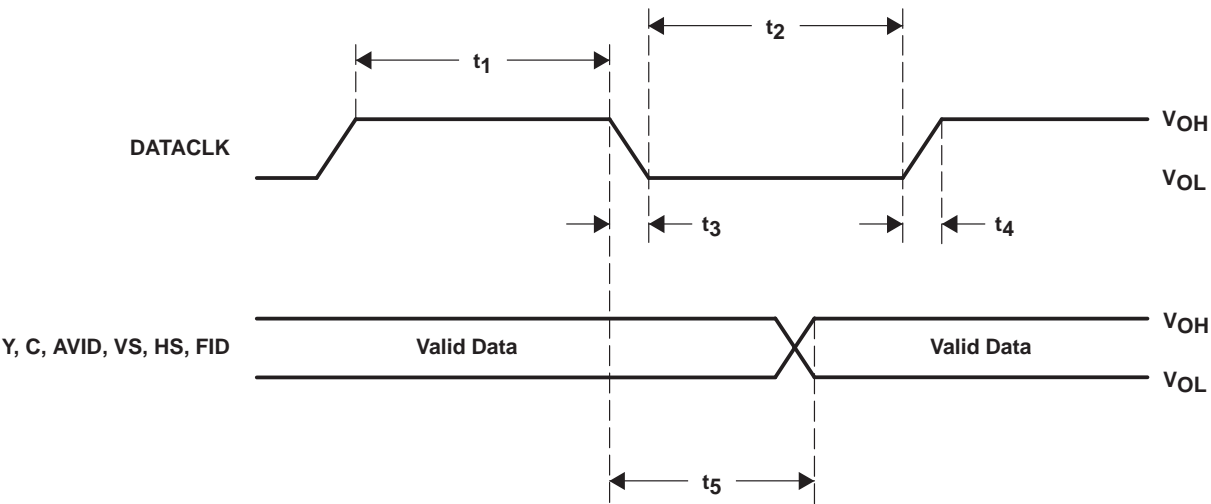 t2
t1
VOH
DATACLK
VOL
t3
t4
VOH
Y, C, AVID, VS, HS, FID
Valid Data
Valid Data
VOL
t5